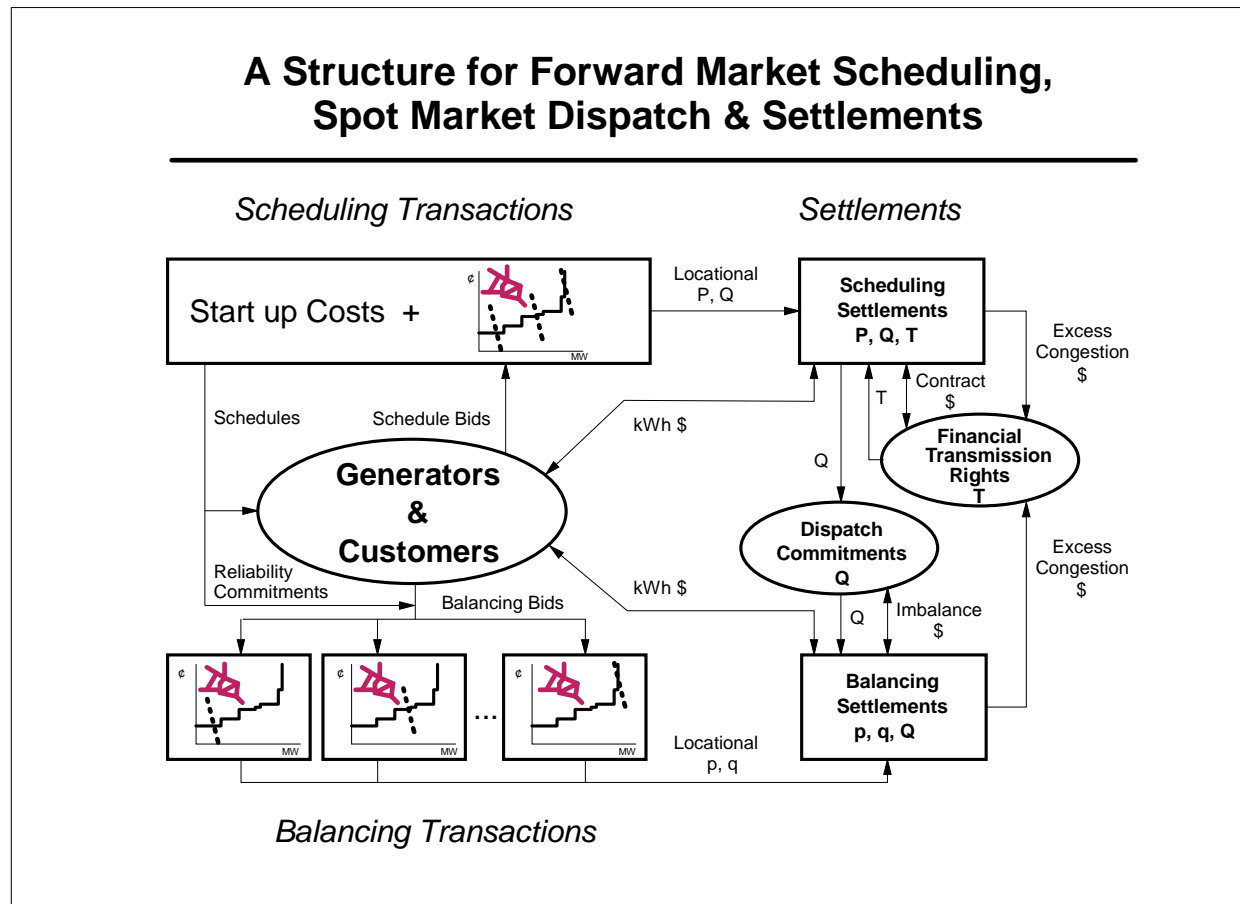 A Structure for Forward Market Scheduling,
Spot Market Dispatch & Settlements
Scheduling Transactions
Settlements
Start up Costs +
¢
MW
Locational
P, Q
Scheduling
Settlements
P, Q, T
Excess
Congestion
$
Schedules
Schedule Bids
kWh $
T
Contract
$
Financial
Transmission
Rights
T
Q
Generators
&
Customers
Dispatch
Commitments
Q
Reliability
Commitments
Balancing Bids
kWh $
Q
Imbalance
$
Excess
Congestion
$
¢
MW
¢
MW
...
¢
MW
Balancing
Settlements
p, q, Q
Locational
p, q
Balancing Transactions